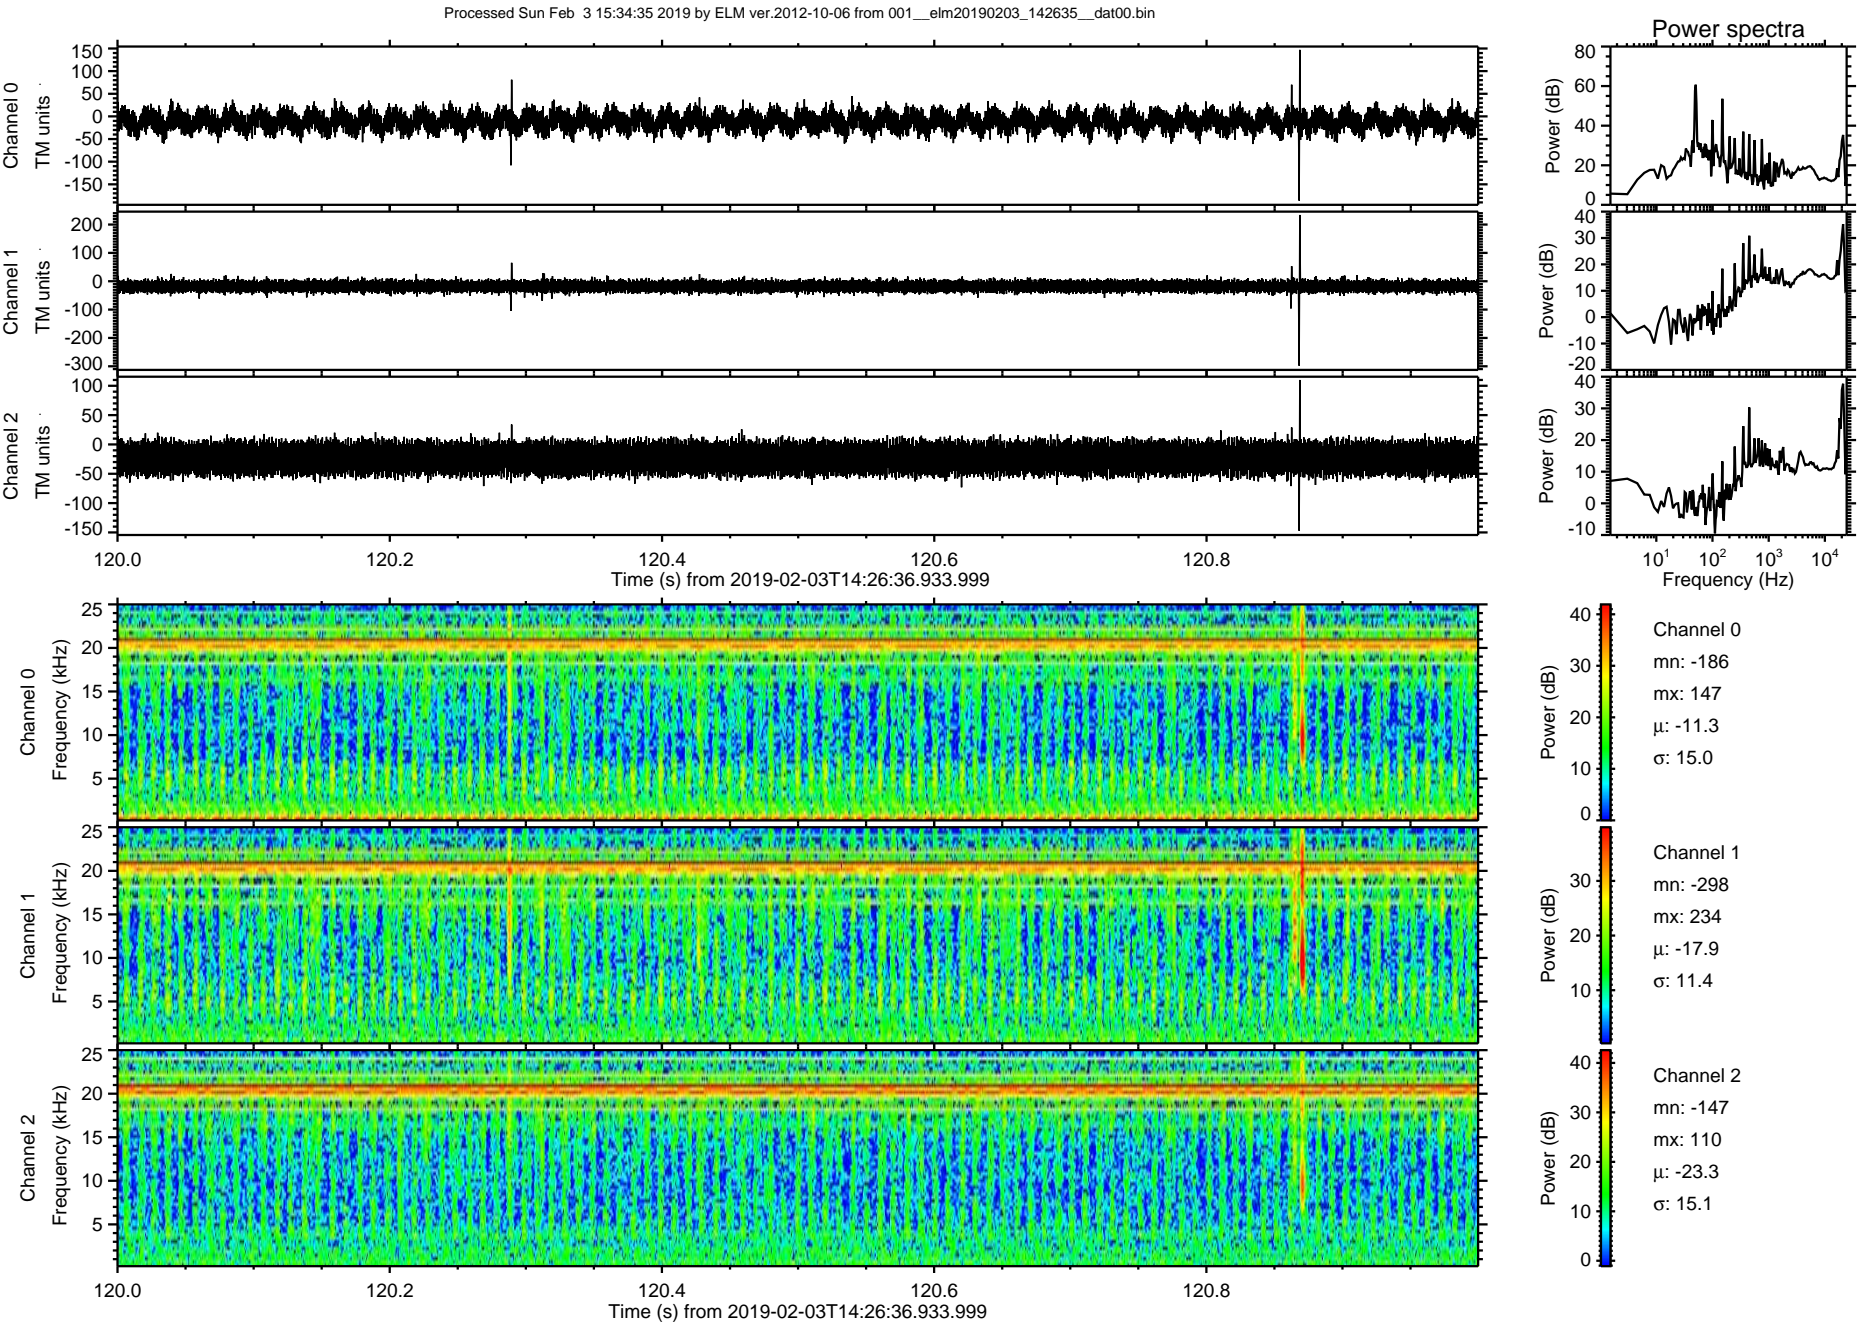 Processed Sun Feb  3 15:34:35 2019 by ELM ver.2012-10-06 from 001__elm20190203_142635__dat00.bin
Power spectra
Channel 0
TM units
150
100
50
0
-50
-100
-150
Power (dB)
80
60
40
20
0
Channel 1
TM units
200
100
0
-100
-200
-300
Power (dB)
40
30
20
10
0
-10
-20
Channel 2
TM units
100
50
0
-50
-100
-150
Power (dB)
40
30
20
10
0
-10
120.0 120.2 120.4 120.6 120.8
Time (s) from 2019-02-03T14:26:36.933.999
10¹ 10² 10³ 10⁴
Frequency (Hz)
Channel 0
Frequency (kHz)
25
20
15
10
5
Power (dB)
40
30
20
10
0
Channel 0
mn: -186
mx: 147
μ: -11.3
σ: 15.0
Channel 1
Frequency (kHz)
25
20
15
10
5
Power (dB)
30
20
10
Channel 1
mn: -298
mx: 234
μ: -17.9
σ: 11.4
Channel 2
Frequency (kHz)
25
20
15
10
5
Power (dB)
40
30
20
10
0
Channel 2
mn: -147
mx: 110
μ: -23.3
σ: 15.1
120.0 120.2 120.4 120.6 120.8
Time (s) from 2019-02-03T14:26:36.933.999